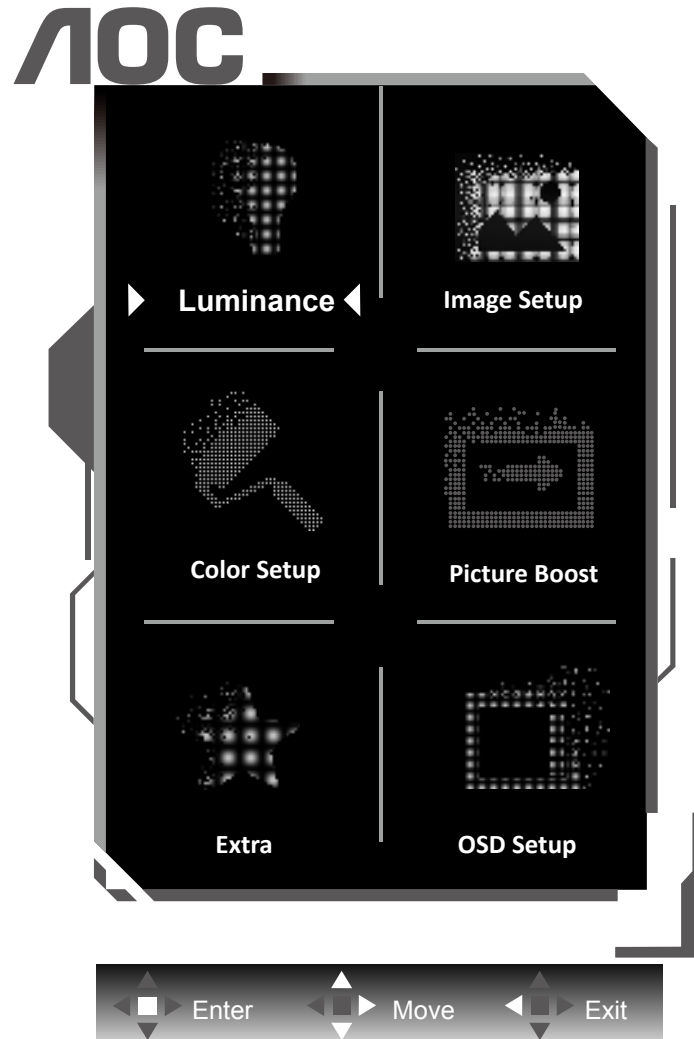 AOC
Luminance
Image Setup
Color Setup
Picture Boost
Extra
OSD Setup
Enter
Move
Exit